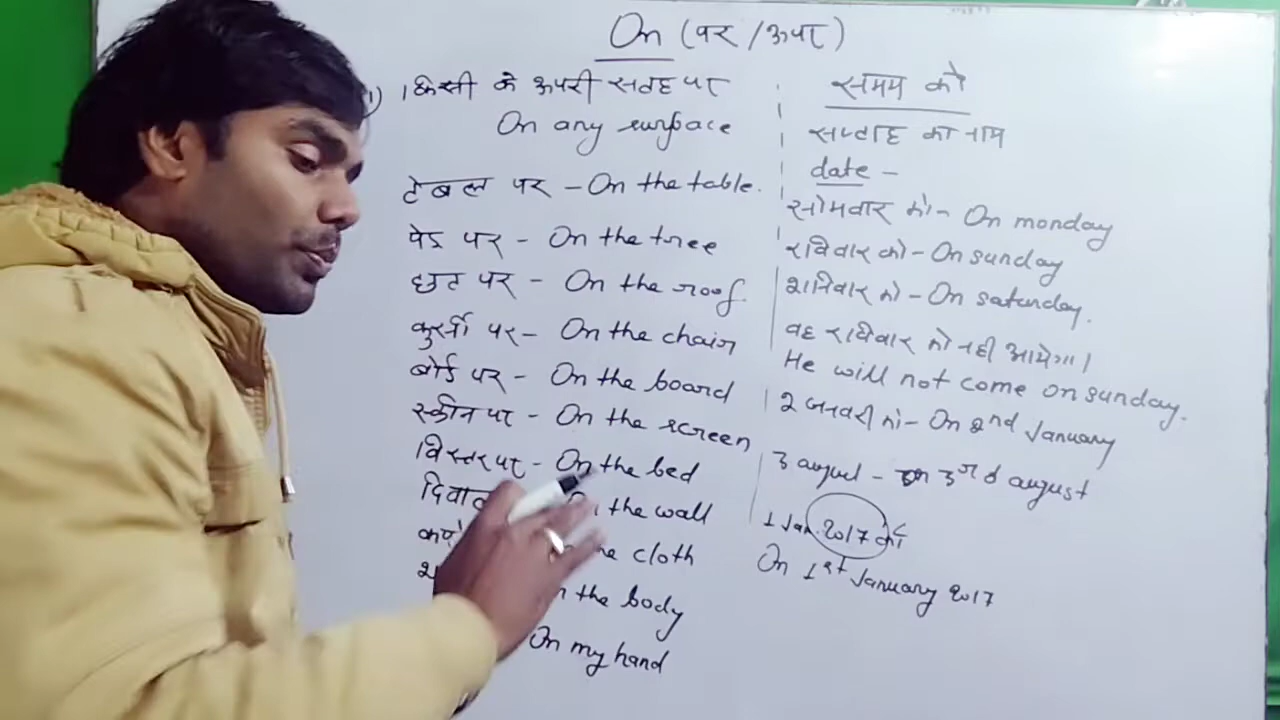 On (पर / ऊपर)
1) किसी के ऊपरी सतह पर
On any surface
टेबल पर - On the table.
पेड पर - On the tree
छत पर - On the roof.
कुर्सी पर - On the chair
बोर्ड पर - On the board
स्क्रीन पर - On the screen
विस्तर पर - On the bed
दिवाल On the wall
the cloth
the body
On my hand
समय को
सप्ताह का नाम
date -
सोमवार को - On monday
रविवार को - On sunday
शनिवार को - On saturday.
वह रविवार को नही आयेगा।
He will not come on sunday.
2 जनवरी को - On 2nd January
3 august - On 3rd august
1 Jan. 2017 को
On 1st January 2017